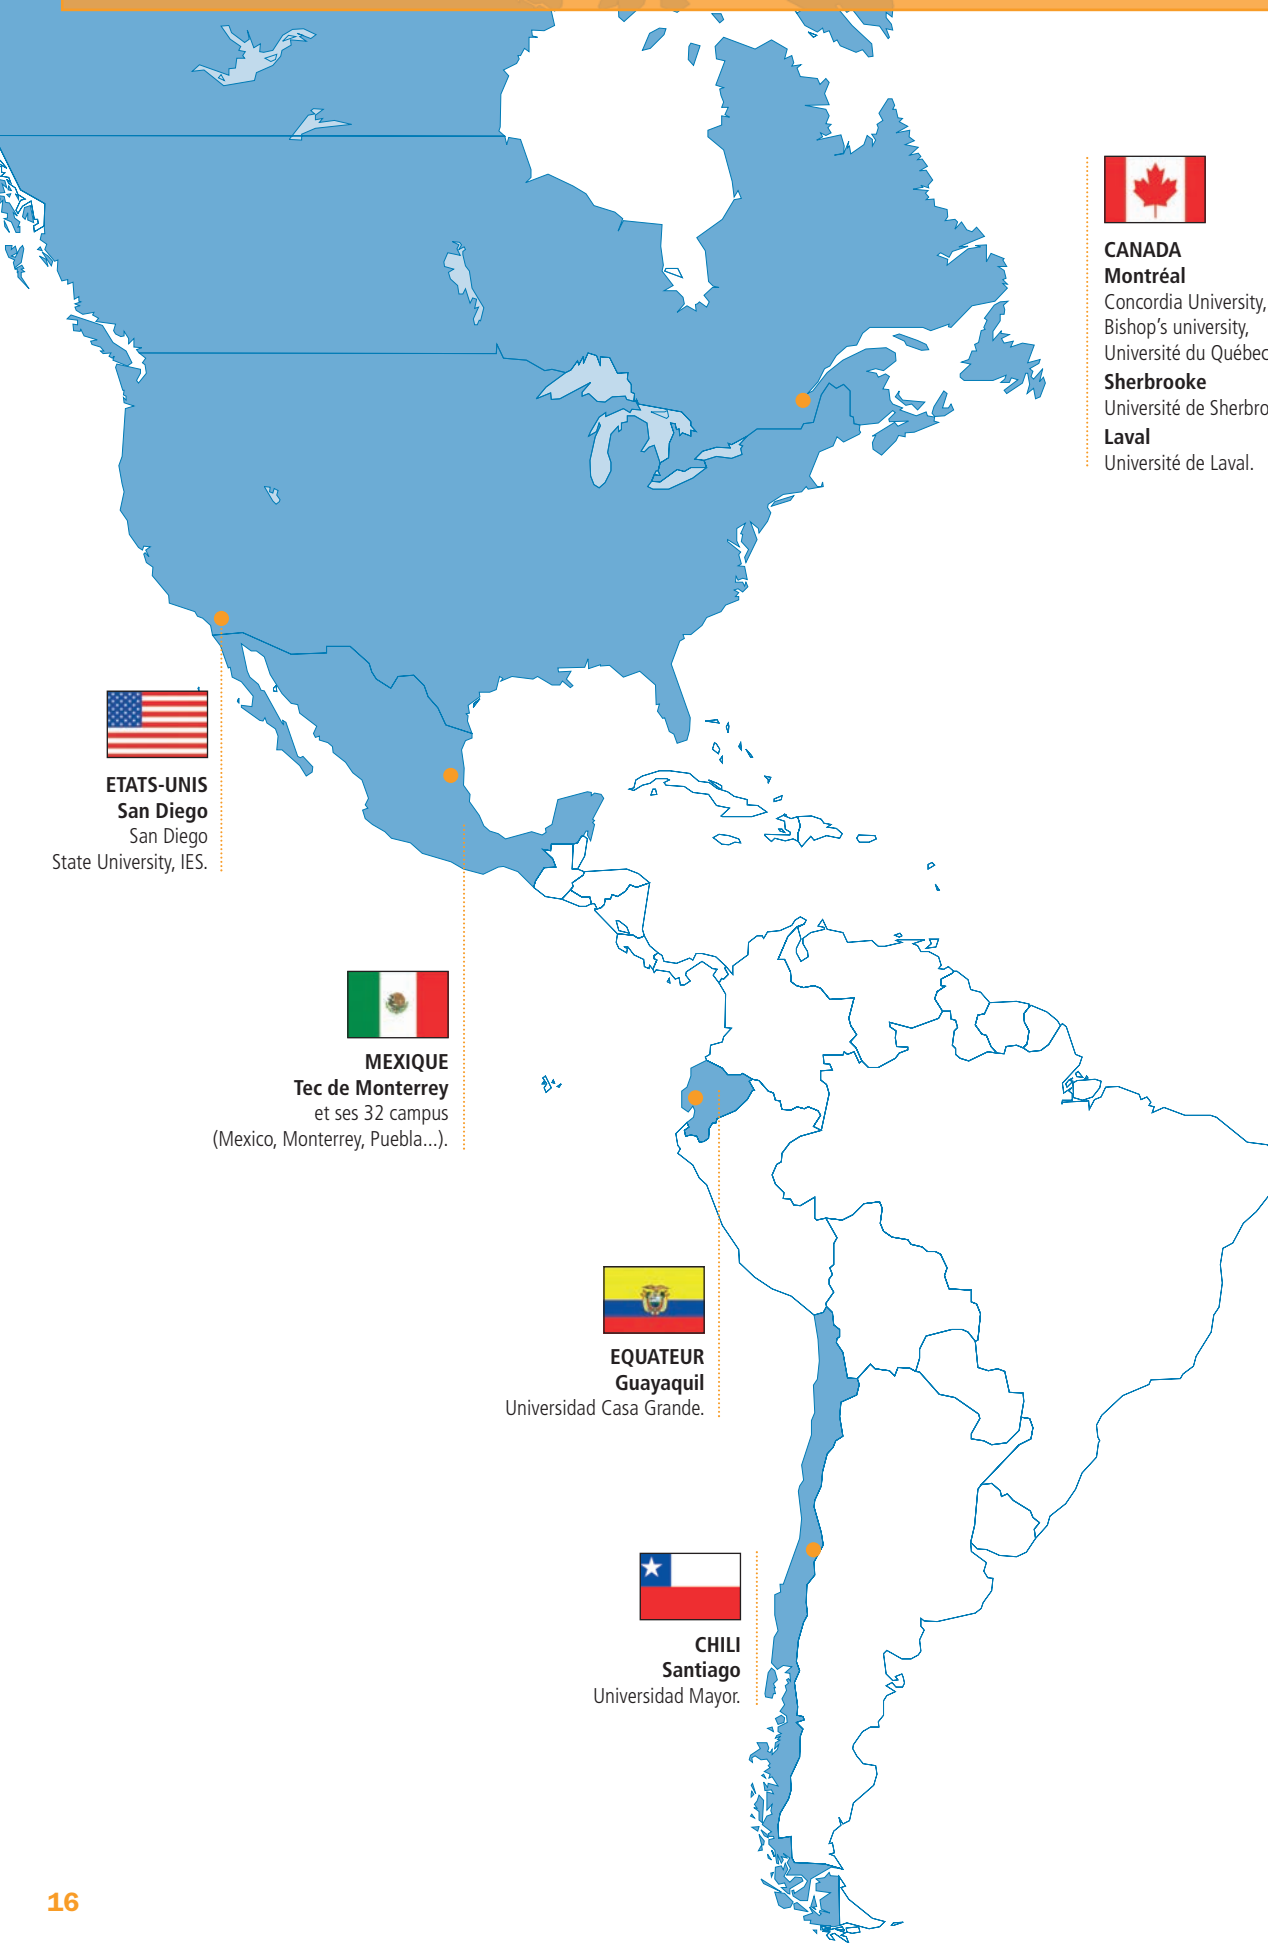 CANADA
Montréal
Concordia University,
Bishop's university,
Université du Québec
Sherbrooke
Université de
Laval
Université de Laval.
ETATS-UNIS
San Diego
San Diego
State University, IES.
MEXIQUE
Tec de Monterrey
et ses 32 campus
(Mexico, Monterrey, Puebla...).
EQUATEUR
Guayaquil
Universidad Casa Grande.
CHILI
Santiago
Universidad Mayor.
16